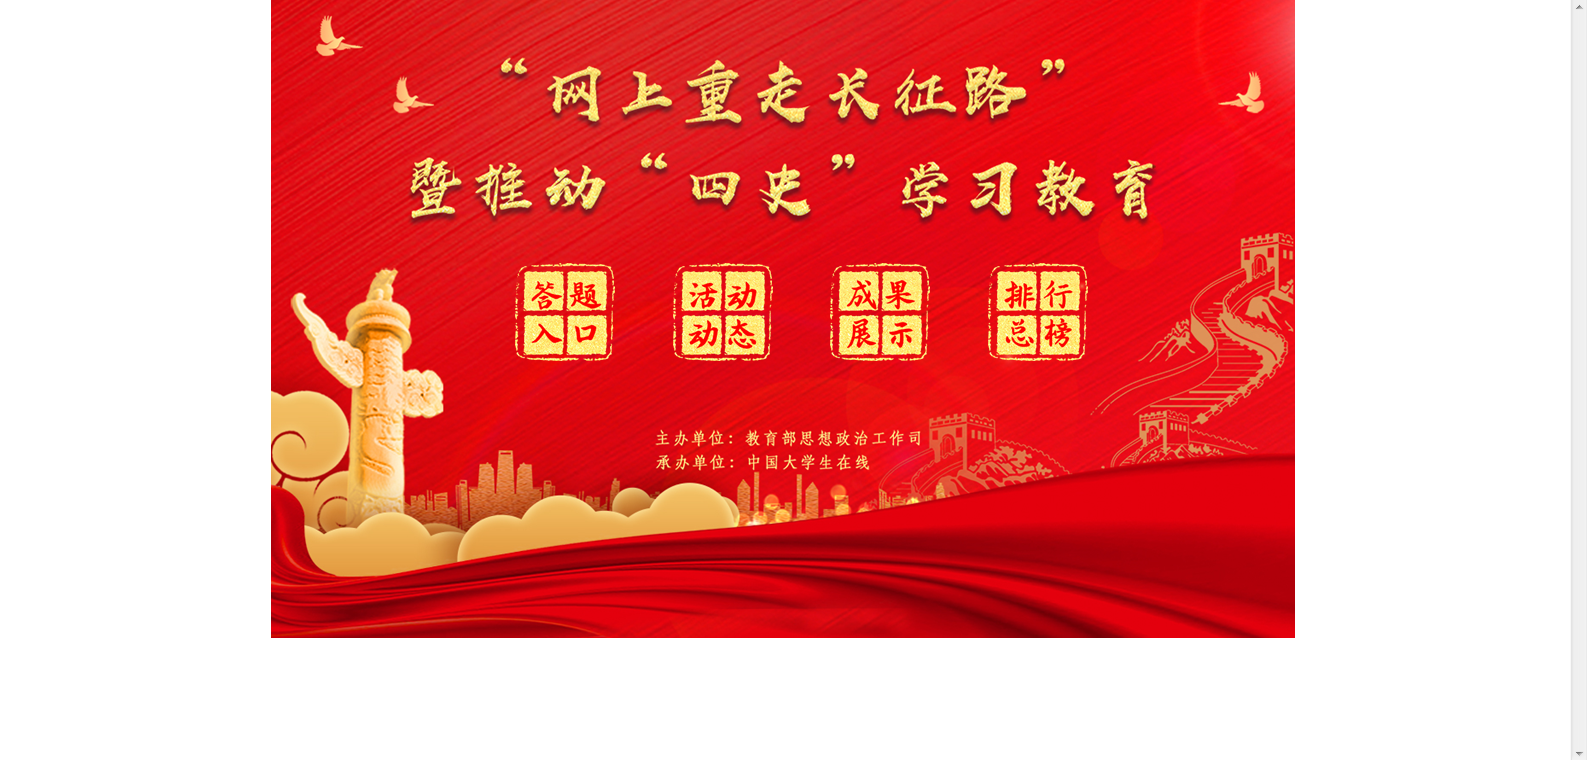 “网上重走长征路”
暨推动“四史”学习教育
答题
入口
活动
动态
成果
展示
排行
总榜
主办单位：教育部思想政治工作司
承办单位：中国大学生在线